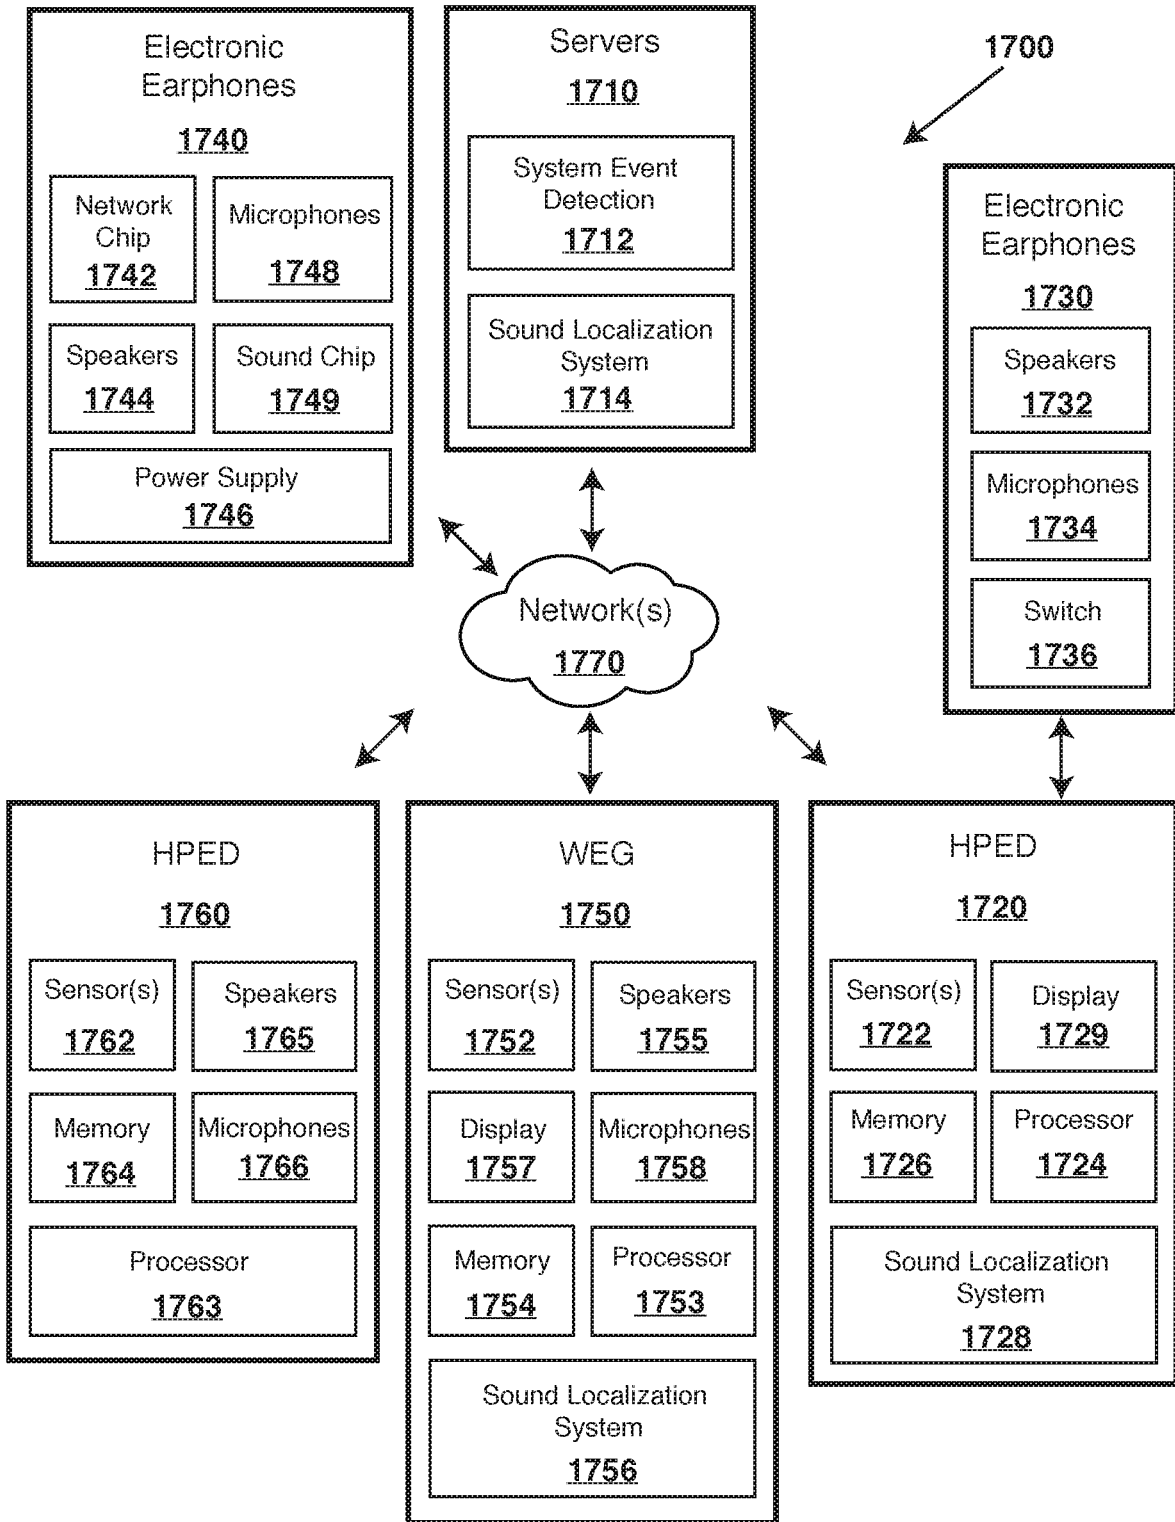 Electronic
Earphones
1740
Network
Chip
1742
Microphones
1748
Speakers
1744
Sound Chip
1749
Power Supply
1746
Servers
1710
System Event
Detection
1712
Sound Localization
System
1714
1700
Electronic
Earphones
1730
Speakers
1732
Microphones
1734
Switch
1736
Network(s)
1770
HPED
1760
Sensor(s)
1762
Speakers
1765
Memory
1764
Microphones
1766
Processor
1763
WEG
1750
Sensor(s)
1752
Speakers
1755
Display
1757
Microphones
1758
Memory
1754
Processor
1753
Sound Localization
System
1756
HPED
1720
Sensor(s)
1722
Display
1729
Memory
1726
Processor
1724
Sound Localization
System
1728